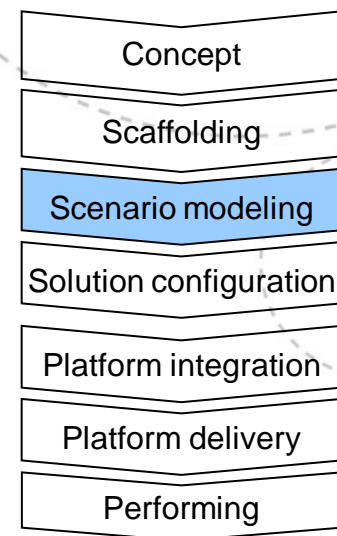 Concept
Scaffolding
Scenario modeling
Solution configuration
Platform integration
Platform delivery
Performing